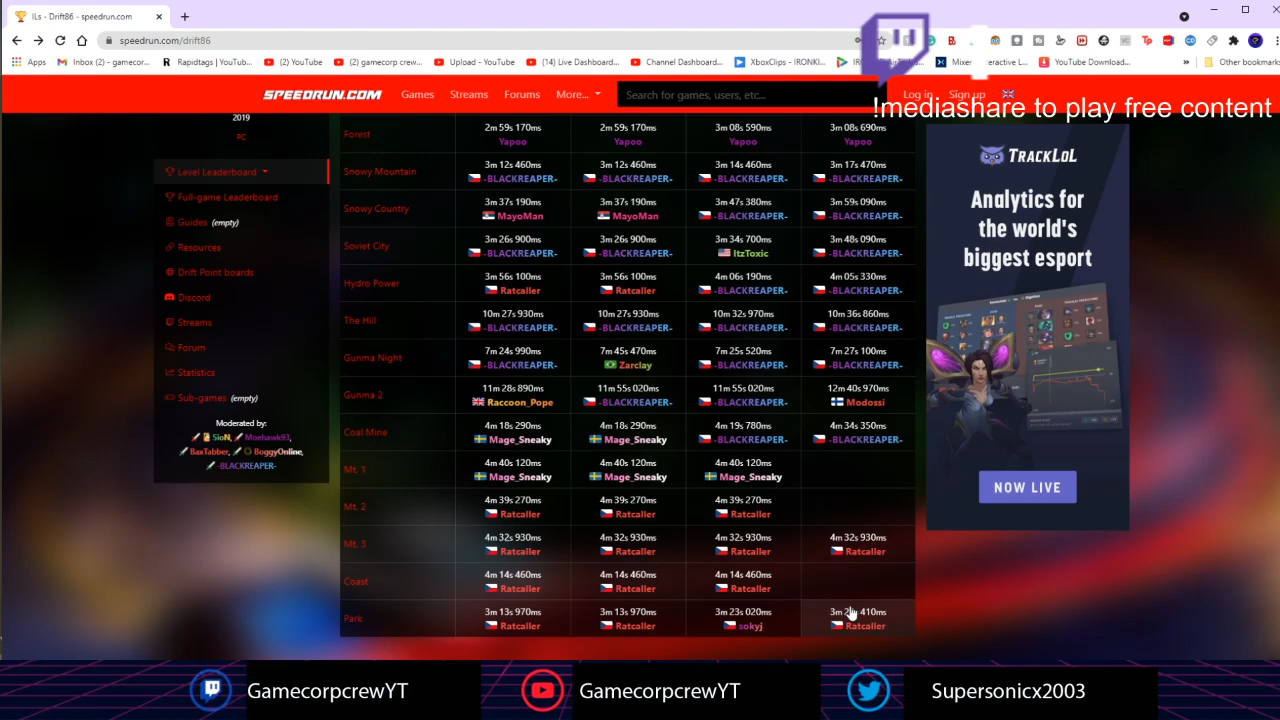 ILs - Drift86 - speedrun.com
speedrun.com/drift86
Apps Inbox (2) - gamecor... Rapidtags | YouTub... (2) YouTube (2) gamecorp crew... Upload - YouTube (14) Live Dashboard... Channel Dashboard... XboxClips - IRONKI... Mixer Interactive L... YouTube Download... » Other bookmarks
SPEEDRUN.COM Games Streams Forums More... Search for games, users, etc... Log in Sign up
!mediashare to play free content
2019
PC
Level Leaderboard
Full-game Leaderboard
Guides (empty)
Resources
Drift Point boards
Discord
Streams
Forum
Statistics
Sub-games (empty)
Moderated by:
SioN, Moehawk93,
BaxTabber, BoggyOnline,
-BLACKREAPER-
Forest 2m 59s 170ms 2m 59s 170ms 3m 08s 590ms 3m 08s 690ms
Yapoo Yapoo Yapoo Yapoo
Snowy Mountain 3m 12s 460ms 3m 12s 460ms 3m 14s 460ms 3m 17s 470ms
-BLACKREAPER- -BLACKREAPER- -BLACKREAPER- -BLACKREAPER-
Snowy Country 3m 37s 190ms 3m 37s 190ms 3m 47s 380ms 3m 59s 090ms
MayoMan MayoMan -BLACKREAPER- -BLACKREAPER-
Soviet City 3m 26s 900ms 3m 26s 900ms 3m 34s 700ms 3m 48s 090ms
-BLACKREAPER- -BLACKREAPER- ItzToxic -BLACKREAPER-
Hydro Power 3m 56s 100ms 3m 56s 100ms 4m 06s 190ms 4m 05s 330ms
Ratcaller Ratcaller -BLACKREAPER- -BLACKREAPER-
The Hill 10m 27s 930ms 10m 27s 930ms 10m 32s 970ms 10m 36s 860ms
-BLACKREAPER- -BLACKREAPER- -BLACKREAPER- -BLACKREAPER-
Gunma Night 7m 24s 990ms 7m 45s 470ms 7m 25s 520ms 7m 27s 100ms
-BLACKREAPER- Zarclay -BLACKREAPER- -BLACKREAPER-
Gunma 2 11m 28s 890ms 11m 55s 020ms 11m 55s 020ms 12m 40s 970ms
Raccoon_Pope -BLACKREAPER- -BLACKREAPER- Modossi
Coal Mine 4m 18s 290ms 4m 18s 290ms 4m 19s 780ms 4m 34s 350ms
Mage_Sneaky Mage_Sneaky -BLACKREAPER- -BLACKREAPER-
Mt. 1 4m 40s 120ms 4m 40s 120ms 4m 40s 120ms
Mage_Sneaky Mage_Sneaky Mage_Sneaky
Mt. 2 4m 39s 270ms 4m 39s 270ms 4m 39s 270ms
Ratcaller Ratcaller Ratcaller
Mt. 3 4m 32s 930ms 4m 32s 930ms 4m 32s 930ms 4m 32s 930ms
Ratcaller Ratcaller Ratcaller Ratcaller
Coast 4m 14s 460ms 4m 14s 460ms 4m 14s 460ms
Ratcaller Ratcaller Ratcaller
Park 3m 13s 970ms 3m 13s 970ms 3m 23s 020ms 3m 410ms
Ratcaller Ratcaller sokyj Ratcaller
TRACKLOL
Analytics for
the world's
biggest esport
NOW LIVE
GamecorpcrewYT GamecorpcrewYT Supersonicx2003